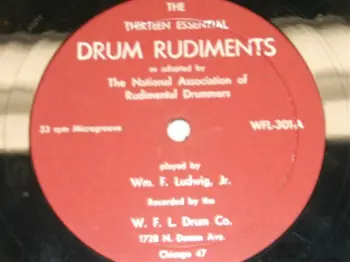 THE
THIRTEEN ESSENTIAL
DRUM RUDIMENTS
as adopted by
The National Association of
Rudimental Drummers
33 rpm Microgroove
WFL-301-A
played by
Wm. F. Ludwig, Jr.
Recorded by the
W. F. L. Drum Co.
1728 N. Damen Ave.
Chicago 47